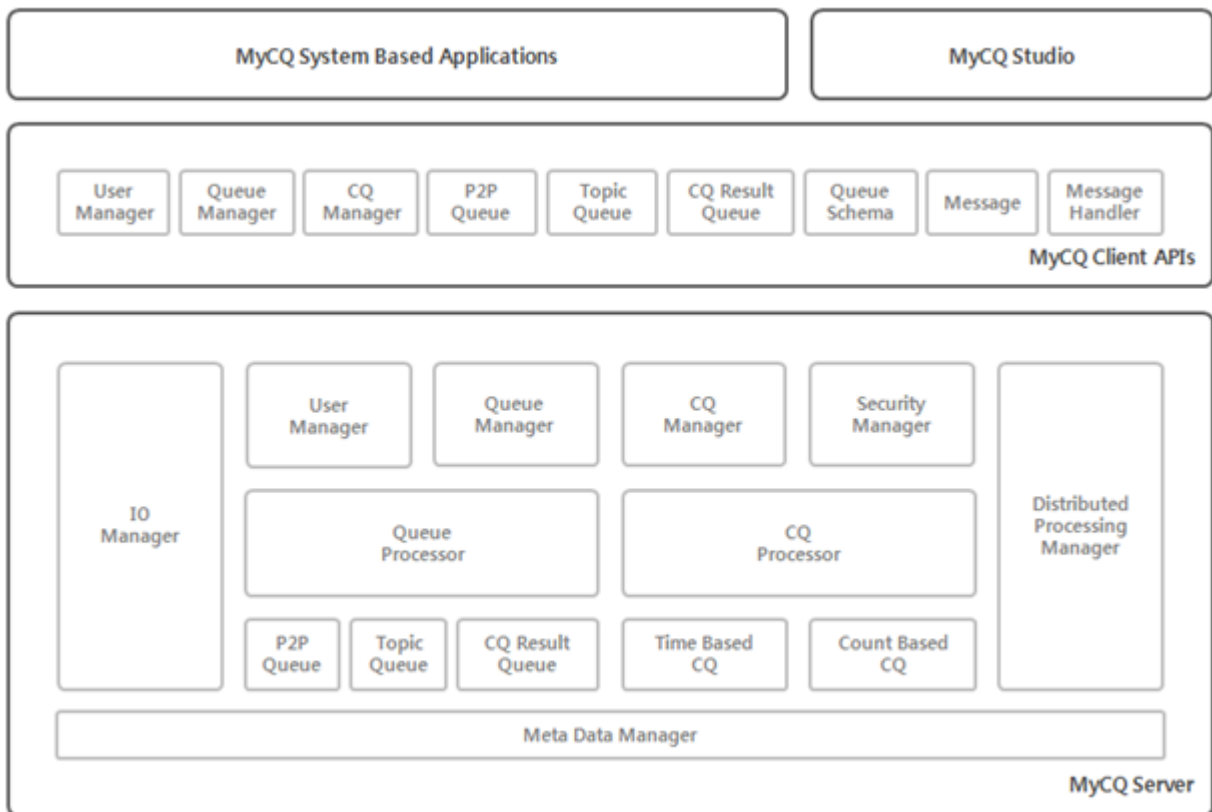 MyCQ System Based Applications
MyCQ Studio
User
Manager
Queue
Manager
CQ
Manager
P2P
Queue
Topic
Queue
CQ Result
Queue
Queue
Schema
Message
Message
Handler
MyCQ Client APIs
IO
Manager
User
Manager
Queue
Manager
CQ
Manager
Security
Manager
Distributed
Processing
Manager
Queue
Processor
CQ
Processor
P2P
Queue
Topic
Queue
CQ Result
Queue
Time Based
CQ
Count Based
CQ
Meta Data Manager
MyCQ Server